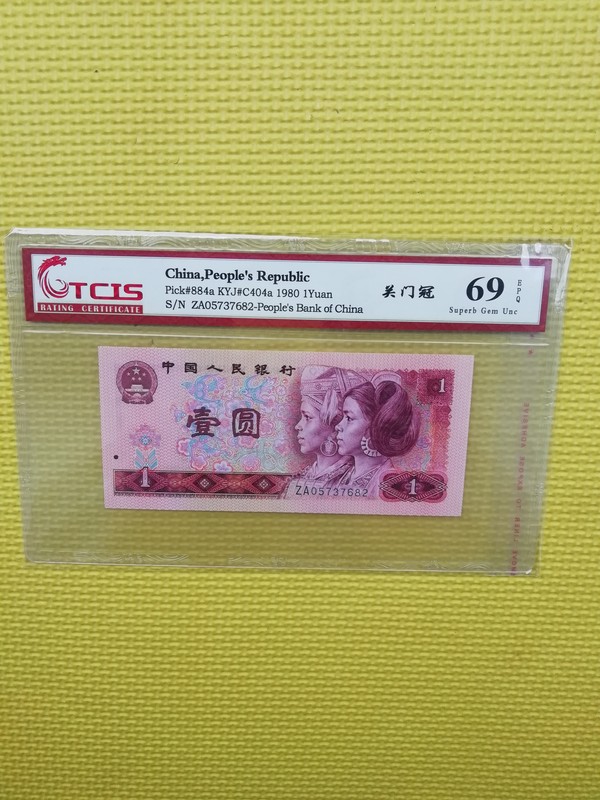 TCIS
RATING CERTIFICATE
China,People's Republic
Pick#884a KYJ#C404a 1980 1Yuan
S/N ZA05737682-People's Bank of China
关门冠
69
EPQ
Superb Gem Unc
中国人民银行
壹圆
1
1
ZA05737682
1